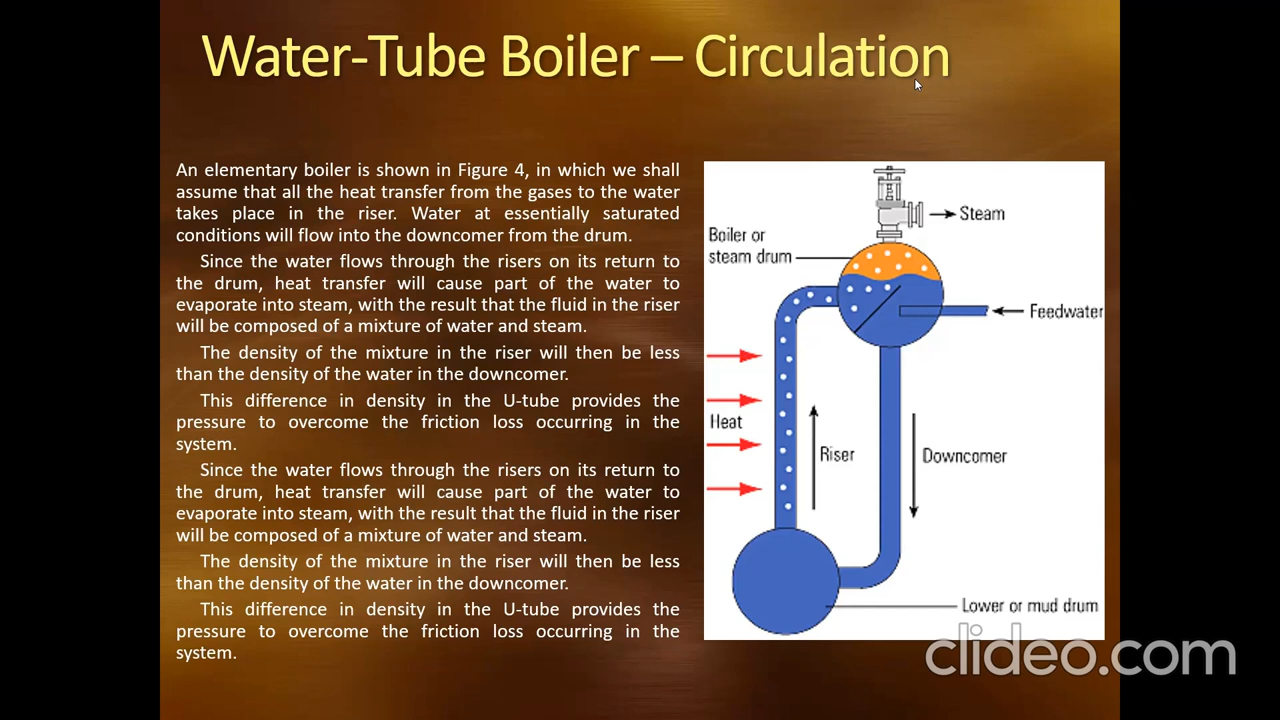 Water-Tube Boiler – Circulation
An elementary boiler is shown in Figure 4, in which we shall
assume that all the heat transfer from the gases to the water
takes place in the riser. Water at essentially saturated
conditions will flow into the downcomer from the drum.
Since the water flows through the risers on its return to
the drum, heat transfer will cause part of the water to
evaporate into steam, with the result that the fluid in the riser
will be composed of a mixture of water and steam.
The density of the mixture in the riser will then be less
than the density of the water in the downcomer.
This difference in density in the U-tube provides the
pressure to overcome the friction loss occurring in the
system.
Since the water flows through the risers on its return to
the drum, heat transfer will cause part of the water to
evaporate into steam, with the result that the fluid in the riser
will be composed of a mixture of water and steam.
The density of the mixture in the riser will then be less
than the density of the water in the downcomer.
This difference in density in the U-tube provides the
pressure to overcome the friction loss occurring in the
system.
Steam
Boiler or
steam drum
Feedwater
Heat
Riser
Downcomer
Lower or mud drum
clideo.com